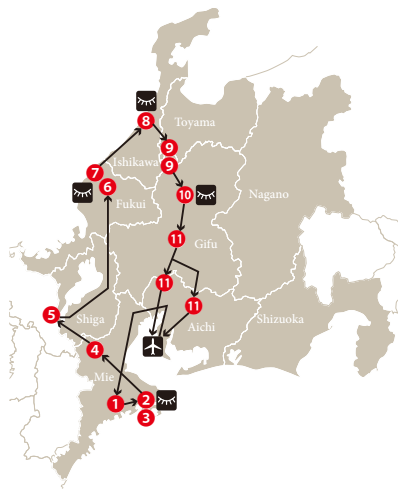 8
Toyama
9
Ishikawa
9
7
6
10
Nagano
Fukui
11
Gifu
11
11
5
Shiga
Aichi
Shizuoka
4
Mie
1
2
3